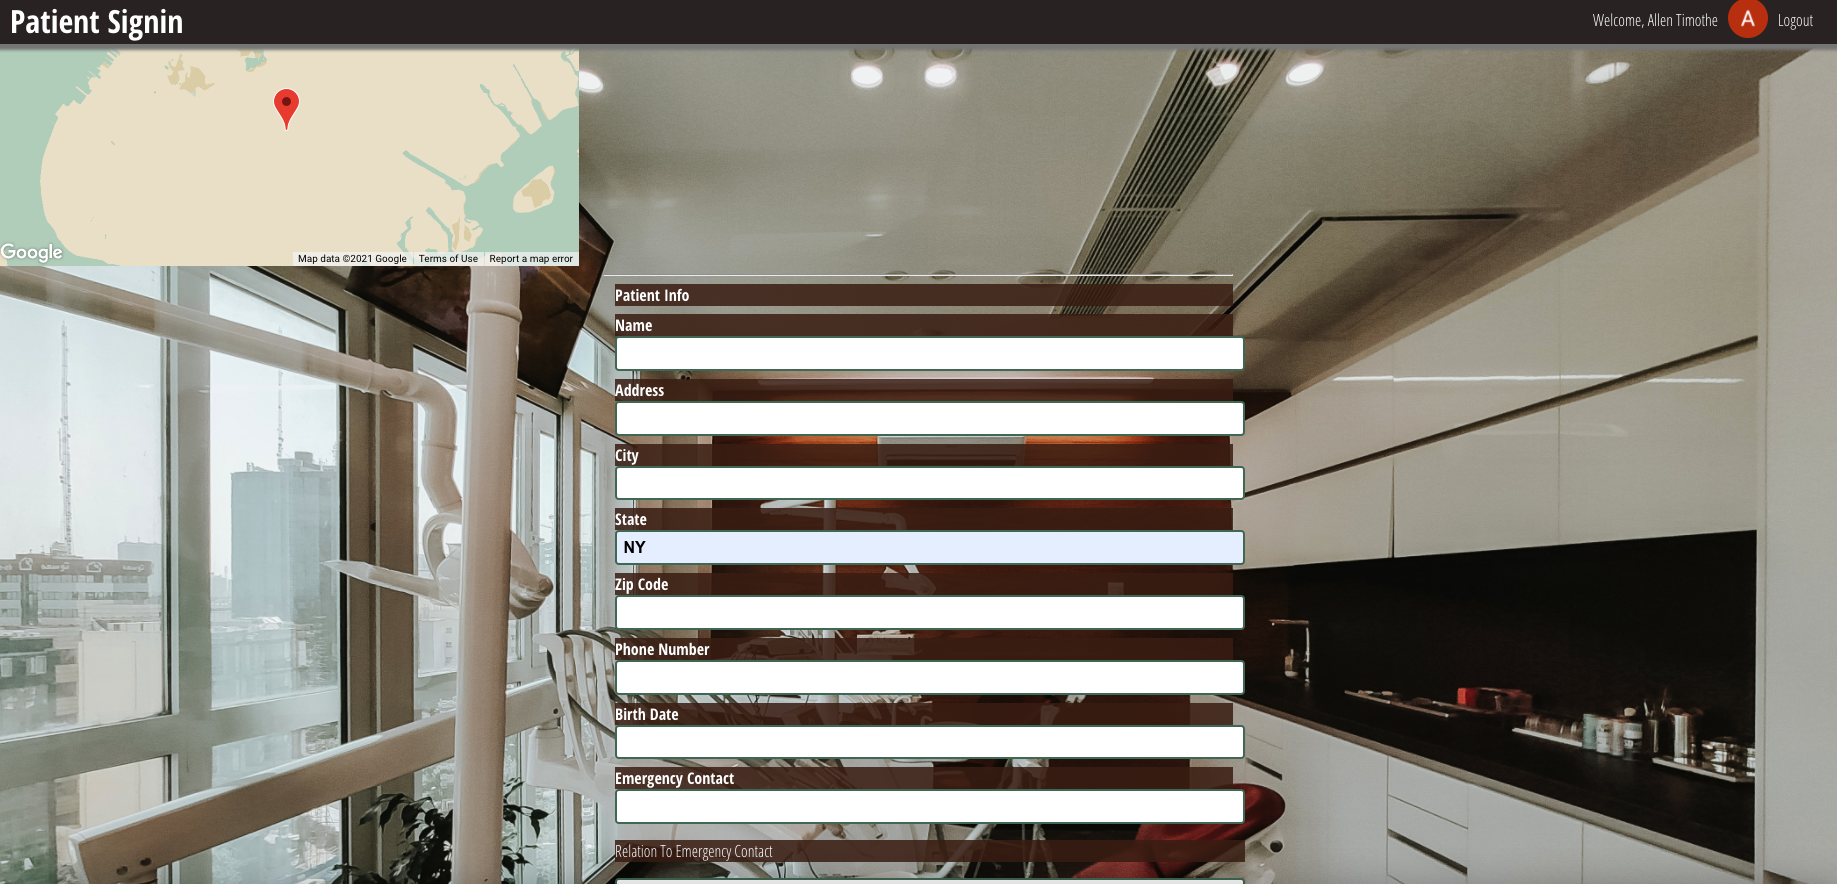 Patient Signin
Welcome, Allen Timothe A Logout
Google
Map data ©2021 Google Terms of Use Report a map error
Patient Info
Name
Address
City
State
NY
Zip Code
Phone Number
Birth Date
Emergency Contact
Relation To Emergency Contact